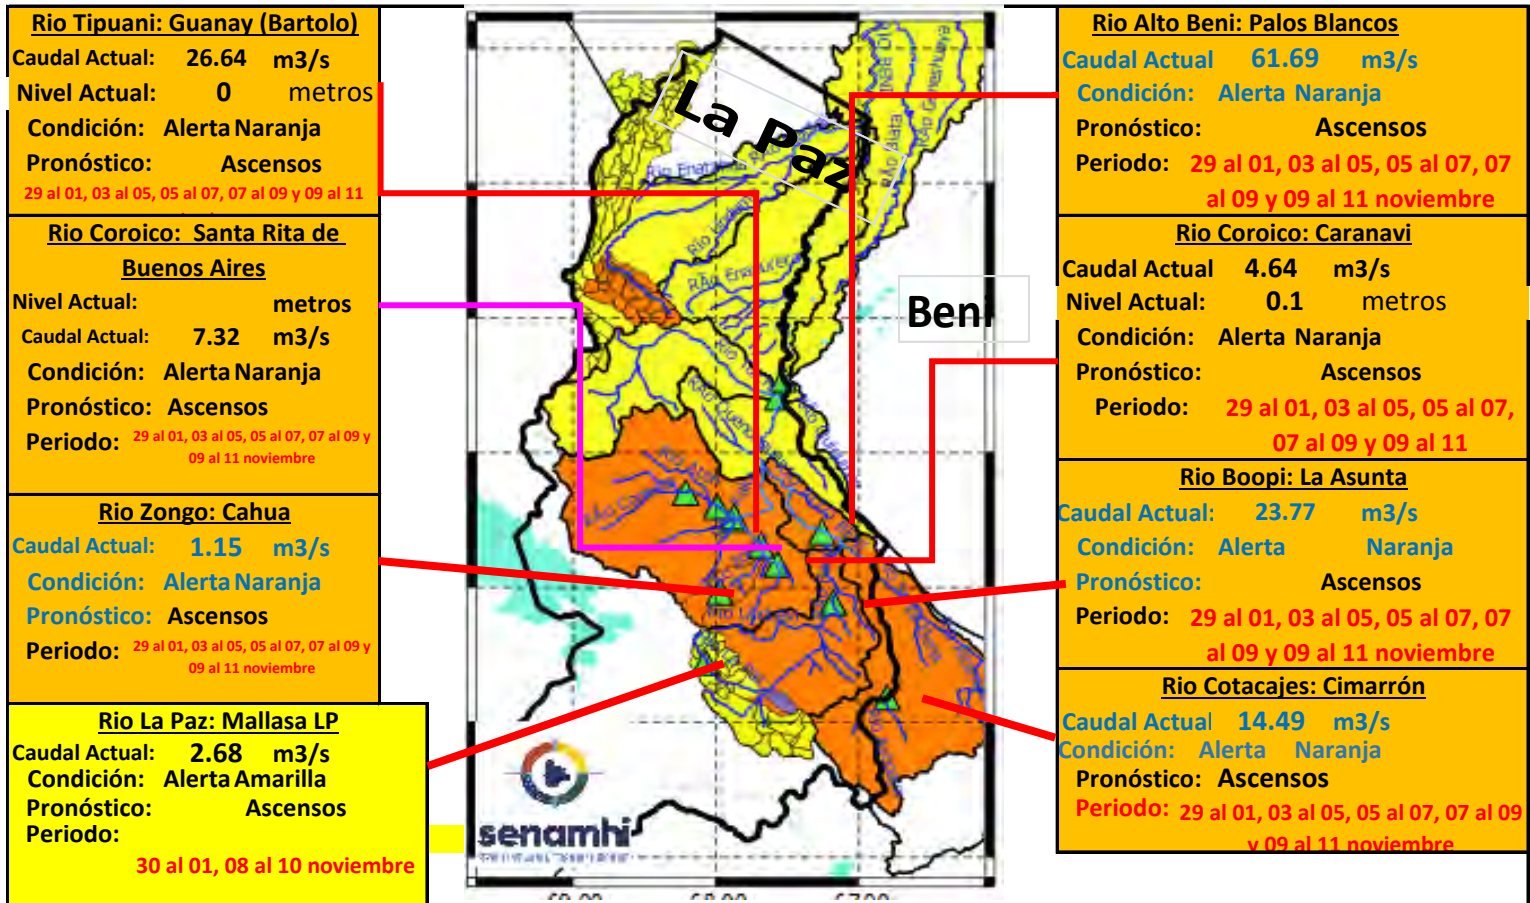 Rio Tipuani: Guanay (Bartolo)
Caudal Actual: 26.64 m3/s
Nivel Actual: 0 metros
Condición: Alerta Naranja
Pronóstico: Ascensos
29 al 01, 03 al 05, 05 al 07, 07 al 09 y 09 al 11
Rio Coroico: Santa Rita de
Buenos Aires
Nivel Actual: metros
Caudal Actual: 7.32 m3/s
Condición: Alerta Naranja
Pronóstico: Ascensos
Periodo: 29 al 01, 03 al 05, 05 al 07, 07 al 09 y
09 al 11 noviembre
Rio Zongo: Cahua
Caudal Actual: 1.15 m3/s
Condición: Alerta Naranja
Pronóstico: Ascensos
Periodo: 29 al 01, 03 al 05, 05 al 07, 07 al 09 y
09 al 11 noviembre
Rio La Paz: Mallasa LP
Caudal Actual: 2.68 m3/s
Condición: Alerta Amarilla
Pronóstico: Ascensos
Periodo:
30 al 01, 08 al 10 noviembre
La Paz
Beni
senamhi
Rio Alto Beni: Palos Blancos
Caudal Actual 61.69 m3/s
Condición: Alerta Naranja
Pronóstico: Ascensos
Periodo: 29 al 01, 03 al 05, 05 al 07, 07
al 09 y 09 al 11 noviembre
Rio Coroico: Caranavi
Caudal Actual 4.64 m3/s
Nivel Actual: 0.1 metros
Condición: Alerta Naranja
Pronóstico: Ascensos
Periodo: 29 al 01, 03 al 05, 05 al 07,
07 al 09 y 09 al 11
Rio Boopi: La Asunta
Caudal Actual: 23.77 m3/s
Condición: Alerta Naranja
Pronóstico: Ascensos
Periodo: 29 al 01, 03 al 05, 05 al 07, 07
al 09 y 09 al 11 noviembre
Rio Cotacajes: Cimarrón
Caudal Actual 14.49 m3/s
Condición: Alerta Naranja
Pronóstico: Ascensos
Periodo: 29 al 01, 03 al 05, 05 al 07, 07 al 09
y 09 al 11 noviembre